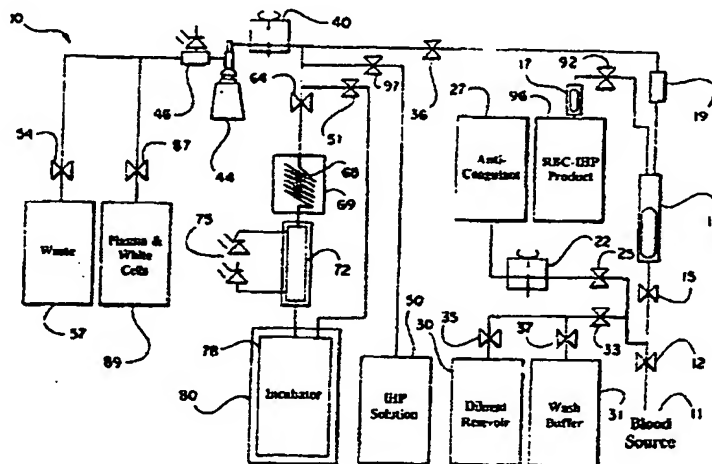 10
40
17
92
27
96
19
46
64
97
36
44
51
54
87
68
69
Anti-
Coagulant
RBC-IHP
Product
1
22
25
15
75
72
Waste
Plasma &
White
Cells
50
35
30
37
33
12
57
89
78
80
Incubator
IHP
Solution
Diluent
Reservoir
Wash
Buffer
31
11
Blood
Source